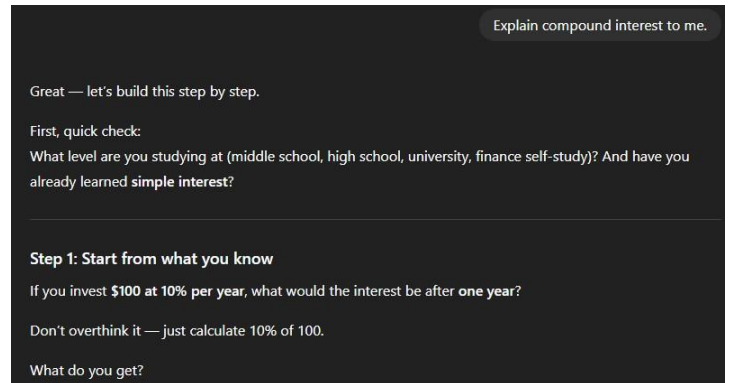 Explain compound interest to me.
Great — let's build this step by step.
First, quick check:
What level are you studying at (middle school, high school, university, finance self-study)? And have you
already learned simple interest?
Step 1: Start from what you know
If you invest $100 at 10% per year, what would the interest be after one year?
Don't overthink it — just calculate 10% of 100.
What do you get?